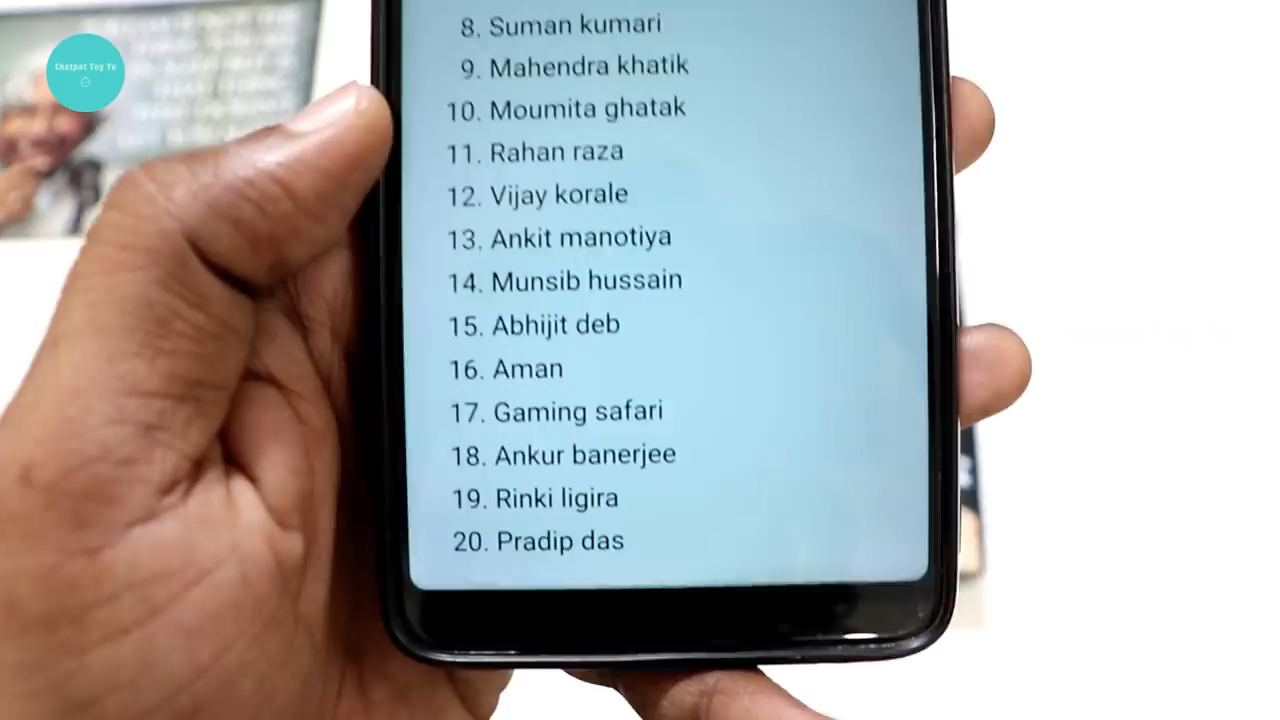 Chatpat Toy Tv
8. Suman kumari
9. Mahendra khatik
10. Moumita ghatak
11. Rahan raza
12. Vijay korale
13. Ankit manotiya
14. Munsib hussain
15. Abhijit deb
16. Aman
17. Gaming safari
18. Ankur banerjee
19. Rinki ligira
20. Pradip das